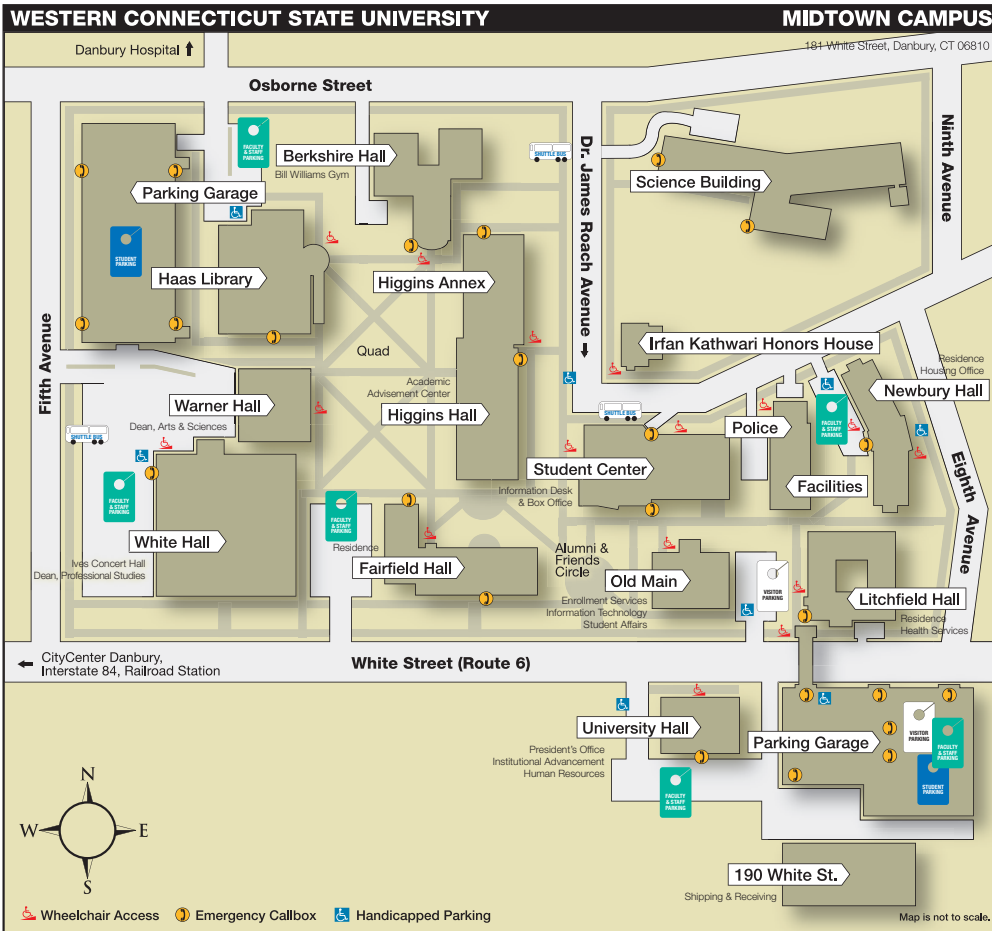 WESTERN CONNECTICUT STATE UNIVERSITY
MIDTOWN CAMPUS
181 White Street, Danbury, CT 06810
Danbury Hospital
Osborne Street
FACULTY
& STAFF
PARKING
Berkshire Hall
Bill Williams Gym
SHUTTLE BUS
Dr. James Roach Avenue
Science Building
Ninth Avenue
Parking Garage
STUDENT
PARKING
Haas Library
Higgins Annex
Fifth Avenue
Quad
Irfan Kathwari Honors House
Residence
Housing Office
Newbury Hall
Academic
Advisement Center
Higgins Hall
Warner Hall
Dean, Arts & Sciences
SHUTTLE BUS
SHUTTLE BUS
Police
FACULTY
& STAFF
PARKING
Student Center
Information Desk
& Box Office
Facilities
Eighth Avenue
FACULTY
& STAFF
PARKING
White Hall
Ives Concert Hall
Dean, Professional Studies
FACULTY
& STAFF
PARKING
Residence
Fairfield Hall
Alumni &
Friends
Circle
Old Main
Enrollment Services
Information Technology
Student Affairs
VISITOR
PARKING
Litchfield Hall
Residence
Health Services
CityCenter Danbury,
Interstate 84, Railroad Station
White Street (Route 6)
University Hall
President's Office
Institutional Advancement
Human Resources
FACULTY
& STAFF
PARKING
Parking Garage
VISITOR
PARKING
FACULTY
& STAFF
PARKING
STUDENT
PARKING
190 White St.
Shipping & Receiving
N
W
E
S
Wheelchair Access
Emergency Callbox
Handicapped Parking
Map is not to scale.